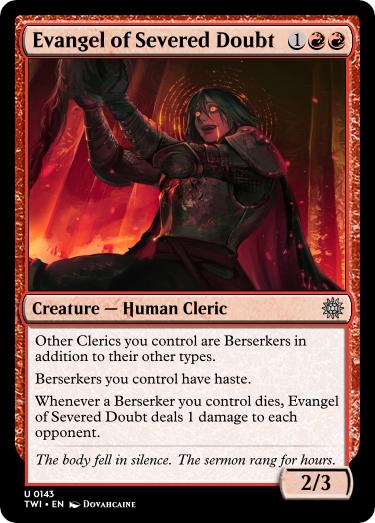 Evangel of Severed Doubt 1
Creature — Human Cleric
Other Clerics you control are Berserkers in
addition to their other types.
Berserkers you control have haste.
Whenever a Berserker you control dies, Evangel
of Severed Doubt deals 1 damage to each
opponent.
The body fell in silence. The sermon rang for hours.
2/3
U 0143
TWI • EN Dovahcaine